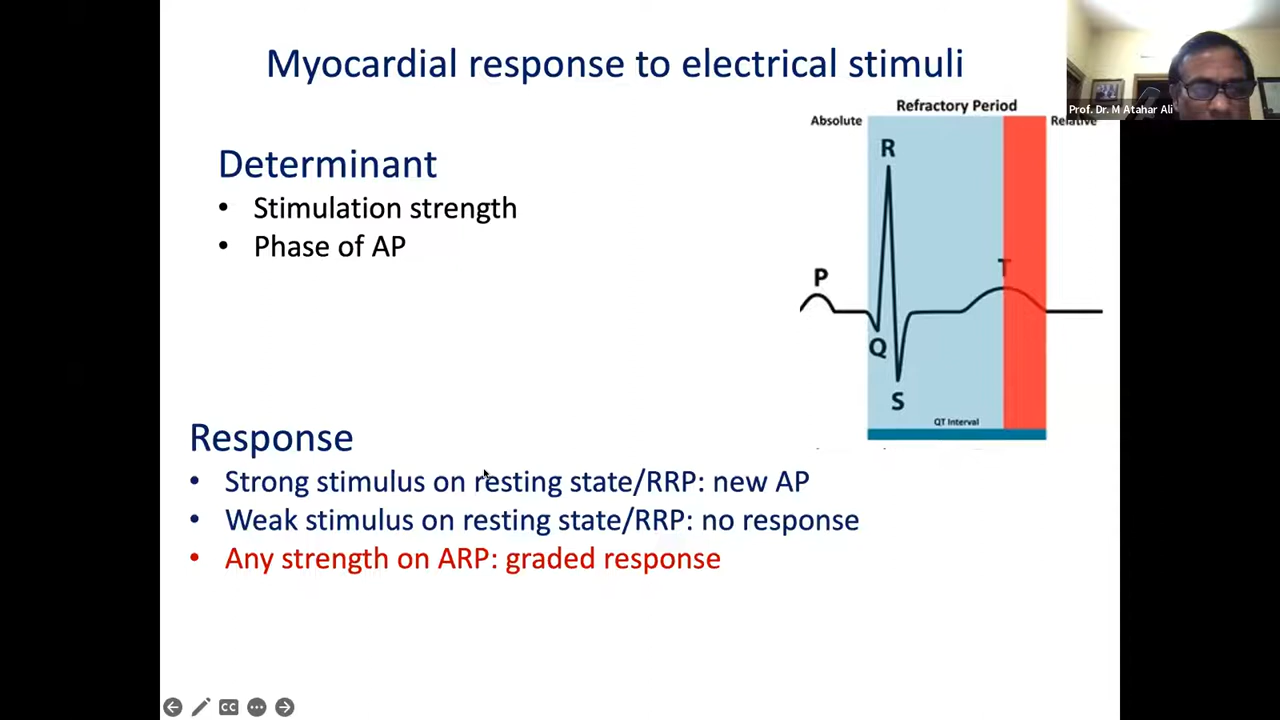 Myocardial response to electrical stimuli
Prof. Dr. M Atahar Ali
Refractory Period
Absolute
Relative
R
P
T
Q
S
QT Interval
Determinant
• Stimulation strength
• Phase of AP
Response
• Strong stimulus on resting state/RRP: new AP
• Weak stimulus on resting state/RRP: no response
• Any strength on ARP: graded response
CC